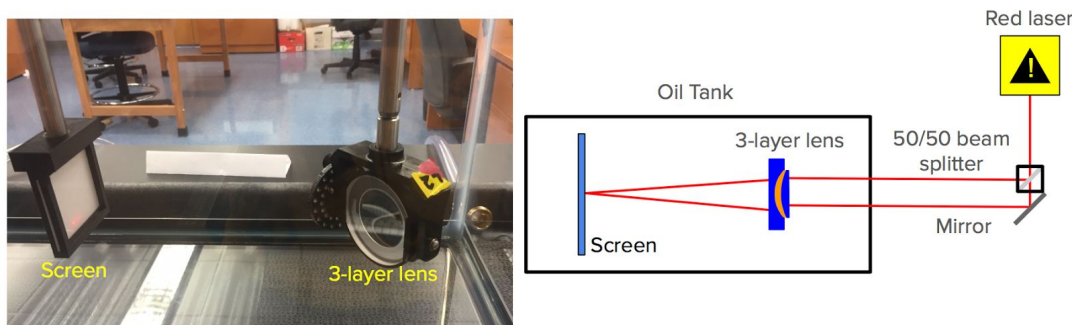 Screen
3-layer lens
Red laser
!
Oil Tank
3-layer lens
50/50 beam
splitter
Mirror
Screen